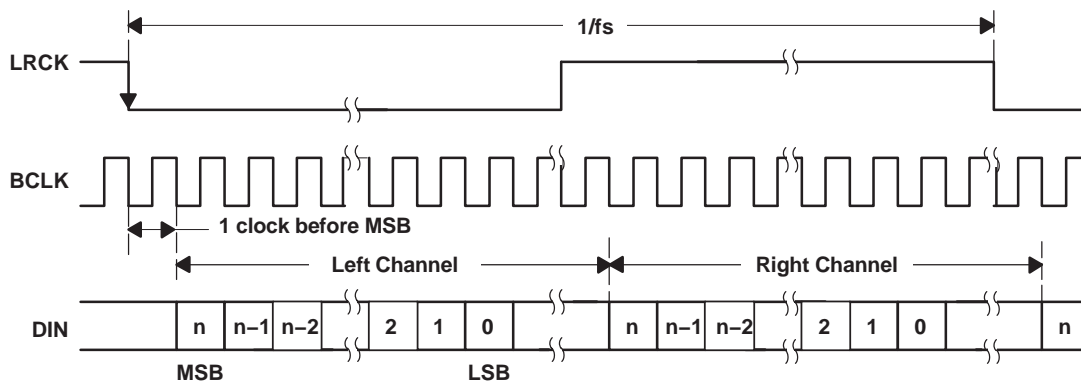 1/fs
LRCK
BCLK
1 clock before MSB
Left Channel Right Channel
DIN n n–1 n–2 2 1 0 n n–1 n–2 2 1 0 n
MSB LSB